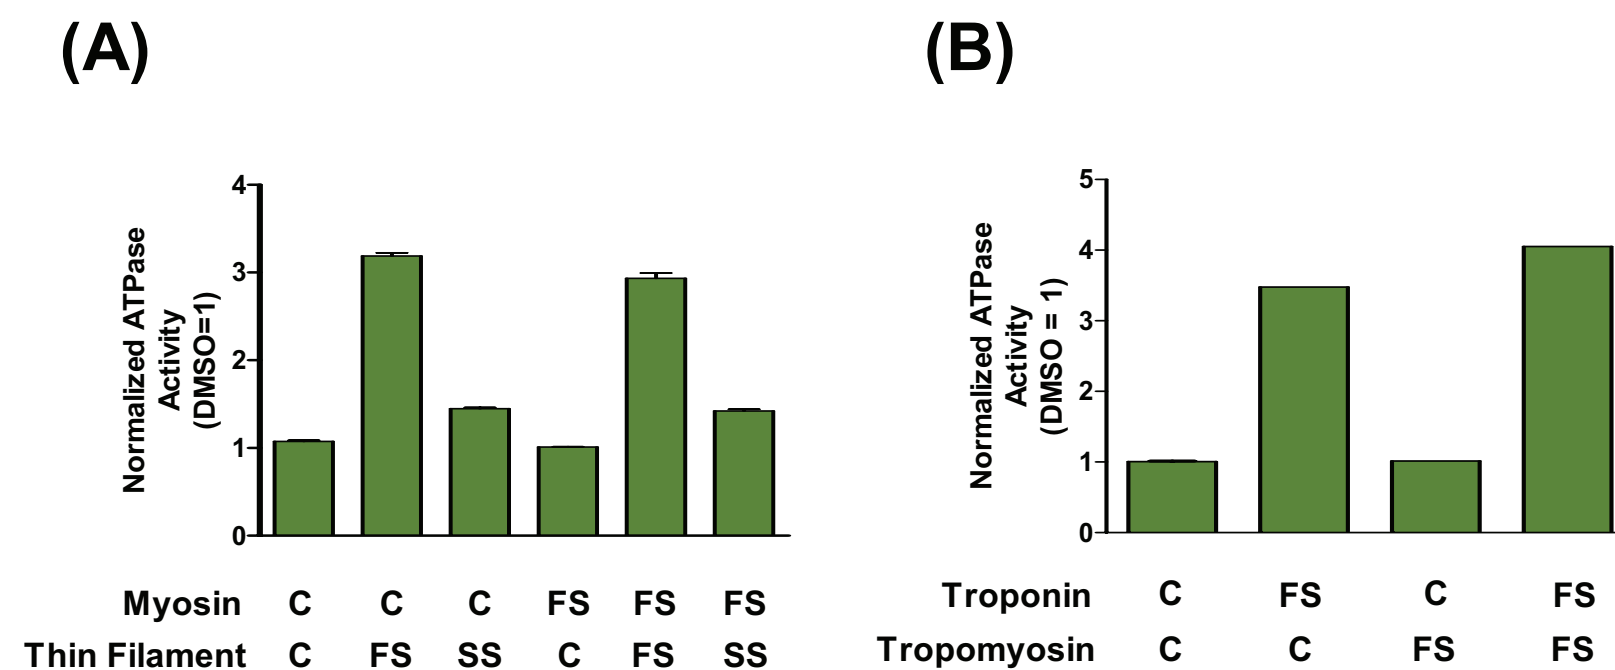 (A)
(B)
Normalized ATPase
Activity
(DMSO=1)
4
3
2
1
0
Myosin C C C FS FS FS
Thin Filament C FS SS C FS SS
Normalized ATPase
Activity
(DMSO = 1)
5
4
3
2
1
0
Troponin C FS C FS
Tropomyosin C C FS FS